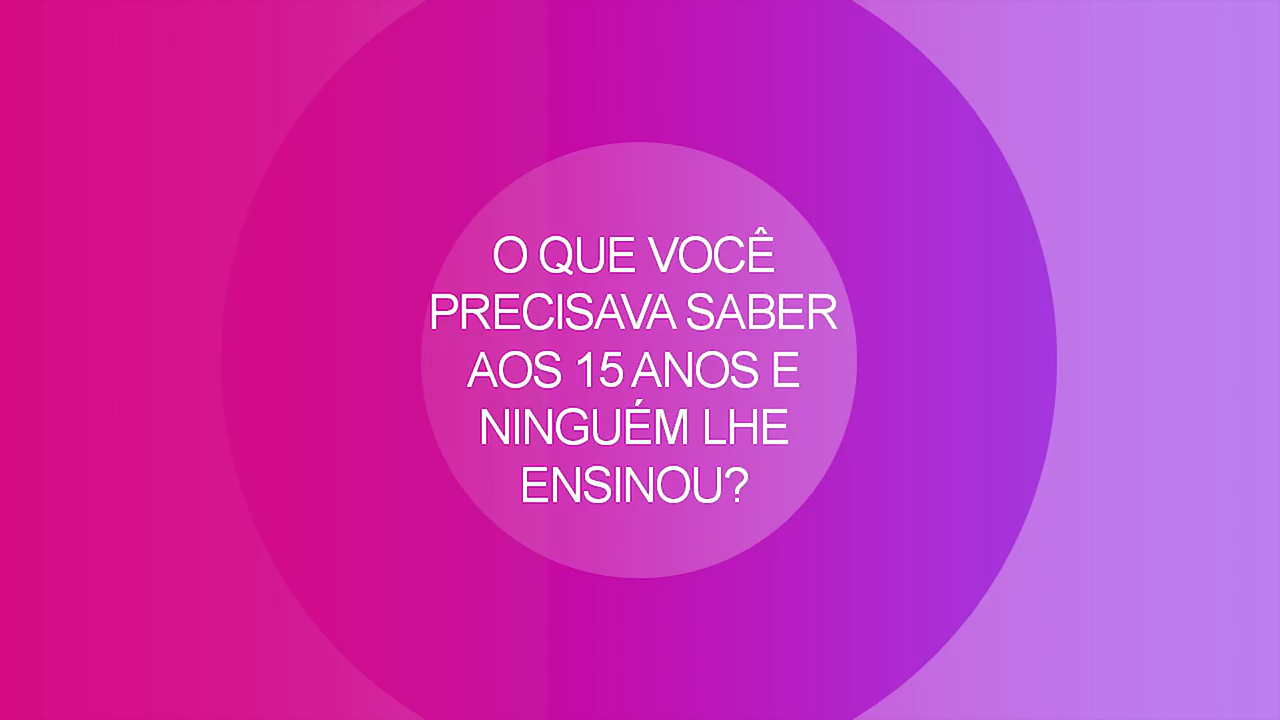 O QUE VOCÊ
PRECISAVA SABER
AOS 15 ANOS E
NINGUÉM LHE
ENSINOU?